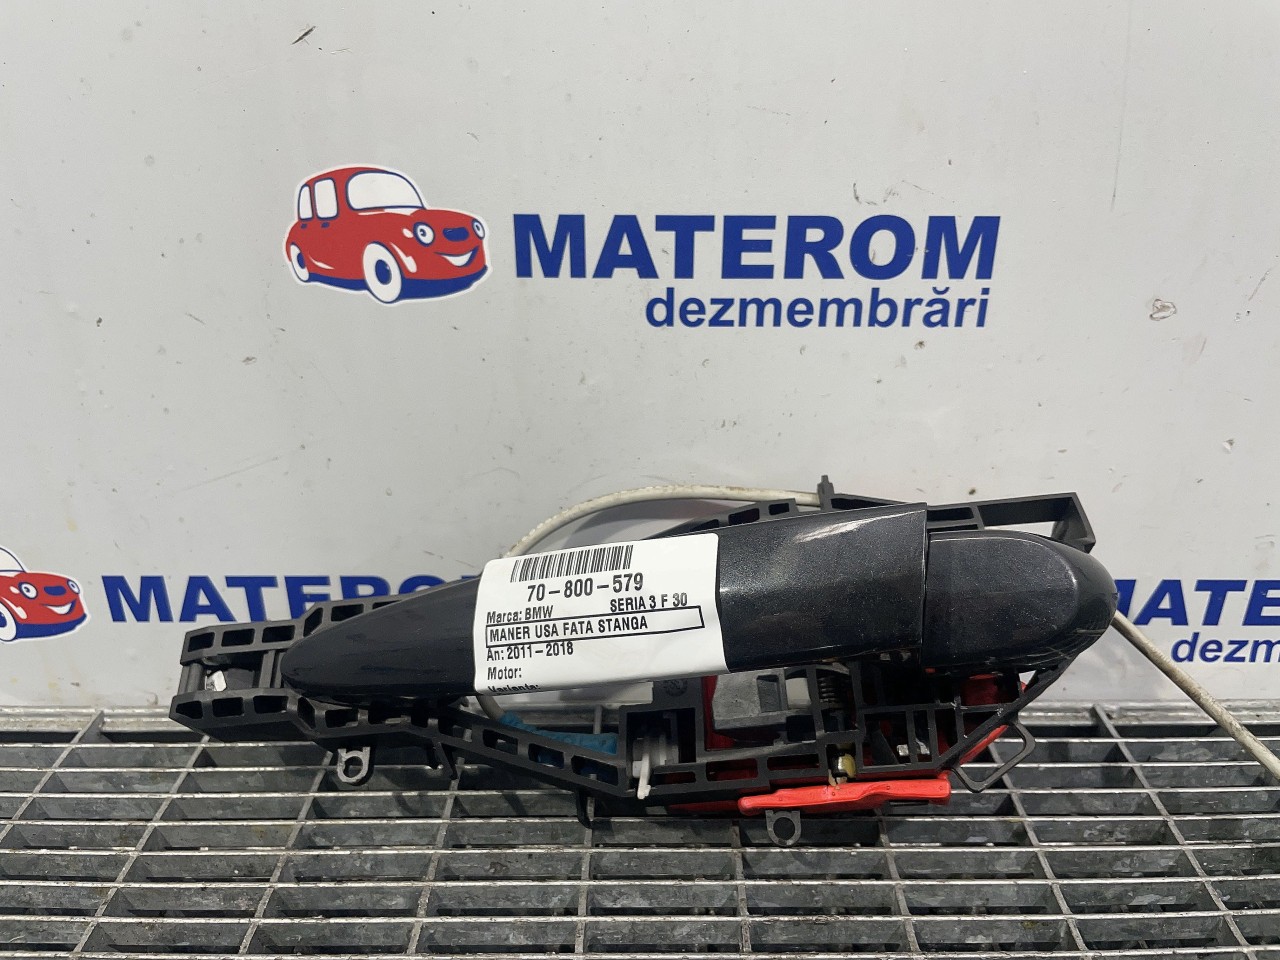 MATEROM
dezmembrări
MATEROM
MATE
dezme
70-800-579
Marca: BMW SERIA 3 F 30
MANER USA FATA STANGA
An: 2011-2018
Motor: